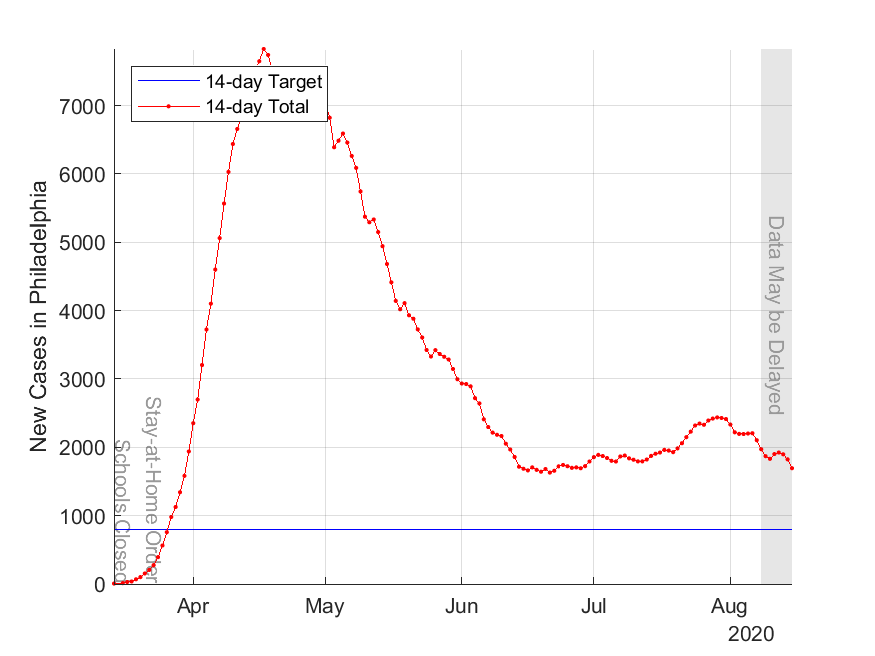 14-day Target
14-day Total
7000
6000
5000
4000
3000
2000
1000
0
New Cases in Philadelphia
Schools Closed
Stay-at-Home Order
Data May be Delayed
Apr
May
Jun
Jul
Aug
2020